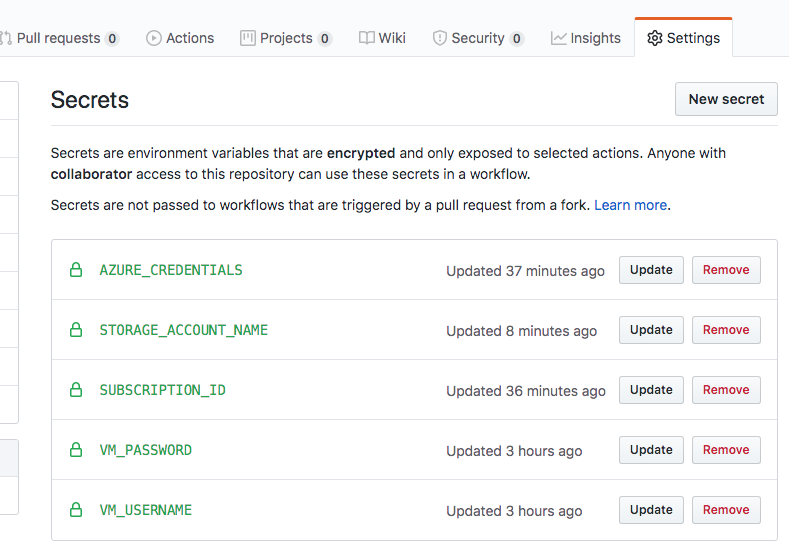 Pull requests 0 Actions Projects 0 Wiki Security 0 Insights Settings
Secrets New secret
Secrets are environment variables that are encrypted and only exposed to selected actions. Anyone with
collaborator access to this repository can use these secrets in a workflow.
Secrets are not passed to workflows that are triggered by a pull request from a fork. Learn more.
AZURE_CREDENTIALS Updated 37 minutes ago Update Remove
STORAGE_ACCOUNT_NAME Updated 8 minutes ago Update Remove
SUBSCRIPTION_ID Updated 36 minutes ago Update Remove
VM_PASSWORD Updated 3 hours ago Update Remove
VM_USERNAME Updated 3 hours ago Update Remove